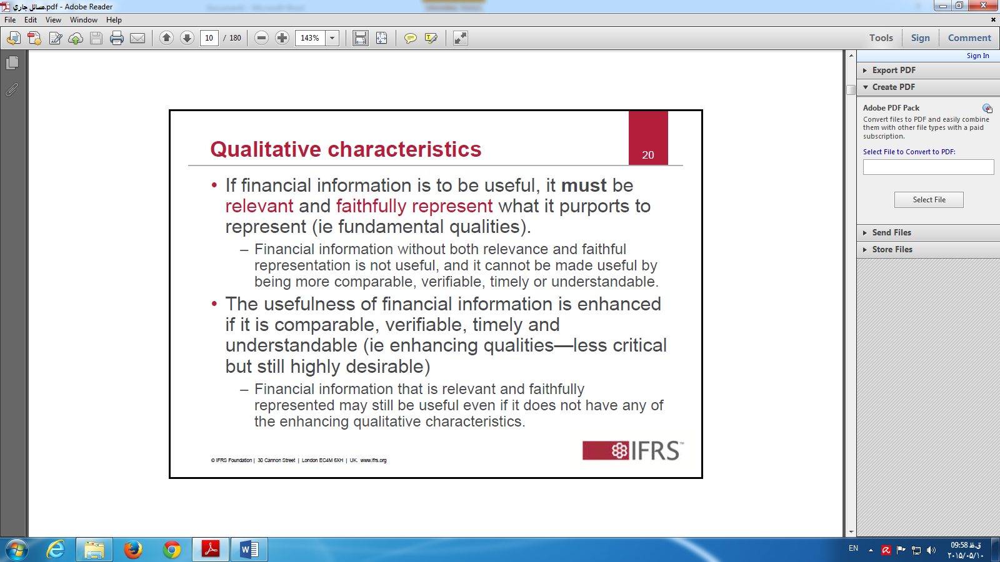 مسائل جاري.pdf - Adobe Reader
File Edit View Window Help
10 / 180 143% Tools Sign Comment
Sign In
Export PDF
Create PDF
Adobe PDF Pack
Convert files to PDF and easily combine
them with other file types with a paid
subscription.
Select File to Convert to PDF:
Select File
Send Files
Store Files
Qualitative characteristics
20
• If financial information is to be useful, it must be
relevant and faithfully represent what it purports to
represent (ie fundamental qualities).
– Financial information without both relevance and faithful
representation is not useful, and it cannot be made useful by
being more comparable, verifiable, timely or understandable.
• The usefulness of financial information is enhanced
if it is comparable, verifiable, timely and
understandable (ie enhancing qualities—less critical
but still highly desirable)
– Financial information that is relevant and faithfully
represented may still be useful even if it does not have any of
the enhancing qualitative characteristics.
IFRS™
© IFRS Foundation | 30 Cannon Street | London EC4M 6XH | UK. www.ifrs.org
EN
09:58 ق.ظ
٢٠١٥/٠٥/١٠